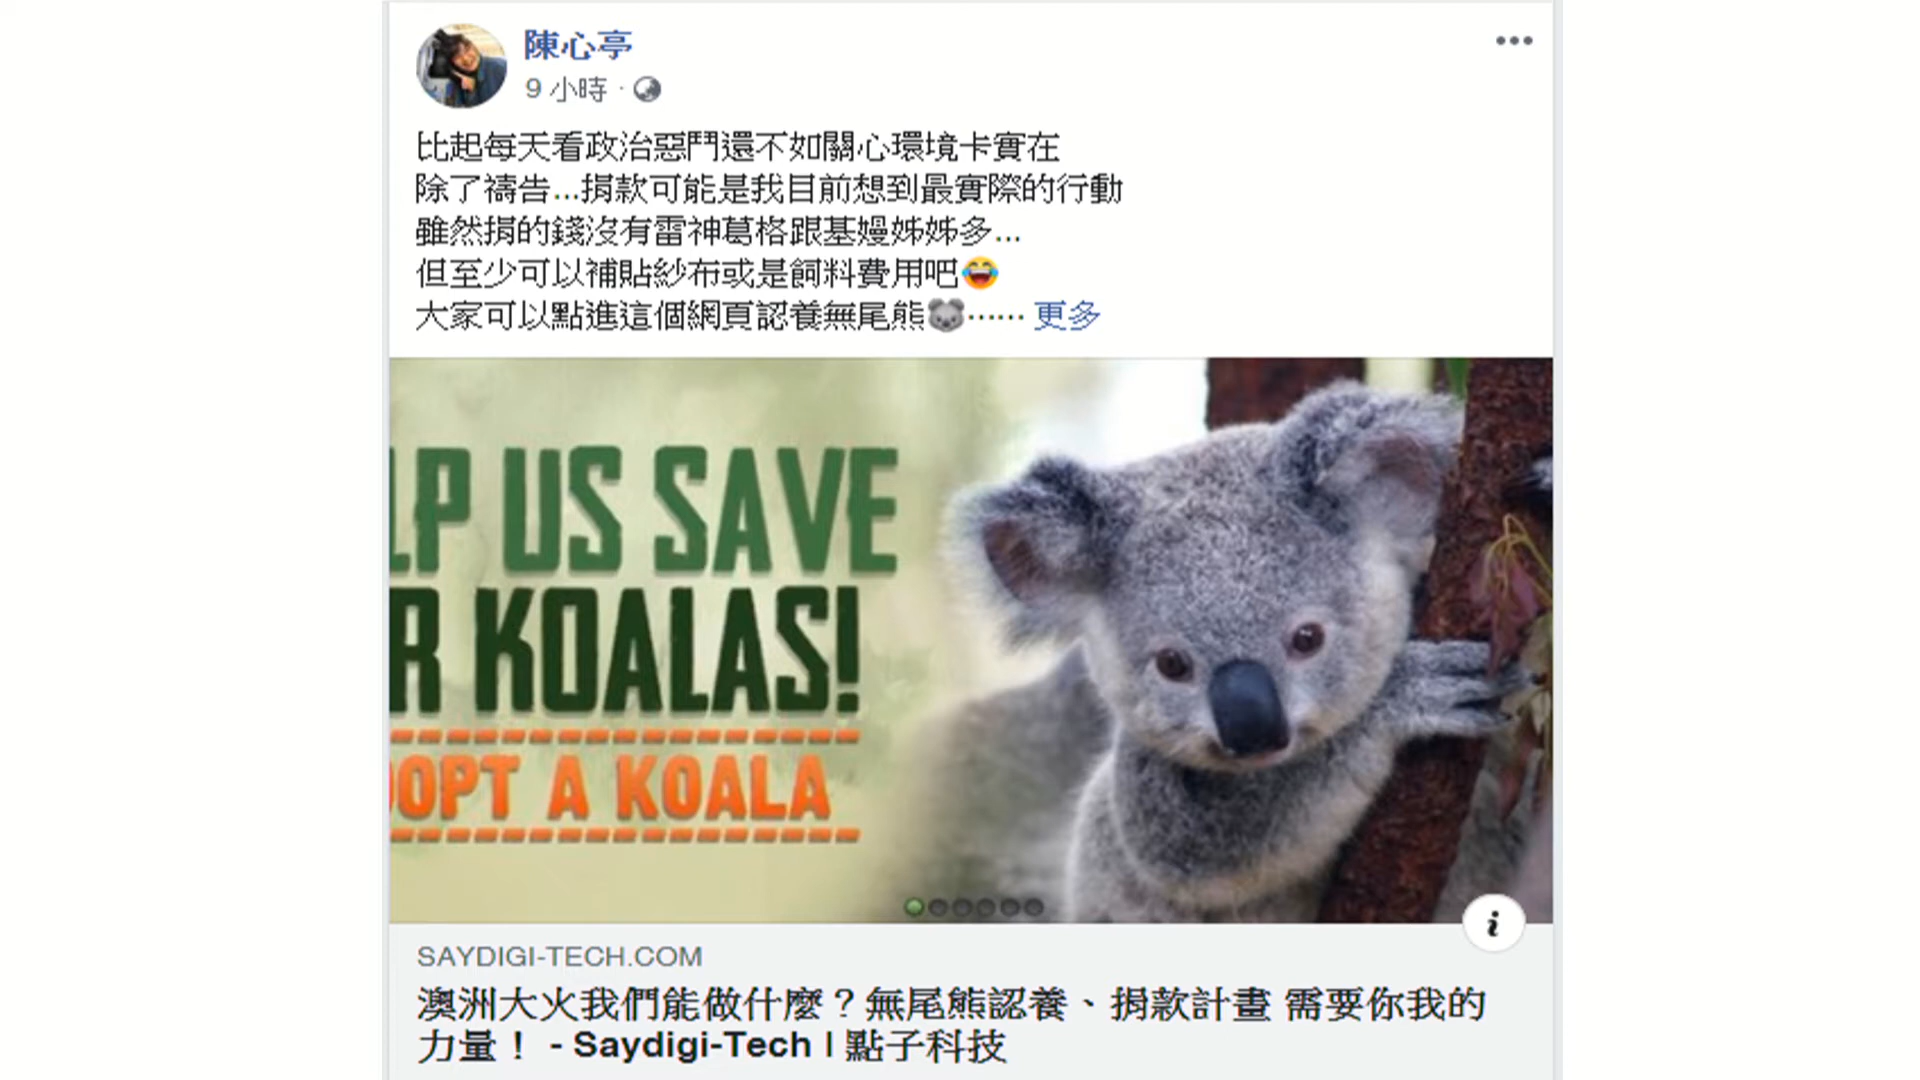 陳心亭
9 小時 ·
比起每天看政治惡鬥還不如關心環境卡實在
除了禱告...捐款可能是我目前想到最實際的行動
雖然捐的錢沒有雷神葛格跟基嫚姊姊多...
但至少可以補貼紗布或是飼料費用吧😂
大家可以點進這個網頁認養無尾熊🐨⋯⋯ 更多
LP US SAVE
R KOALAS!
OPT A KOALA
SAYDIGI-TECH.COM
澳洲大火我們能做什麼？無尾熊認養、捐款計畫 需要你我的
力量！ - Saydigi-Tech | 點子科技